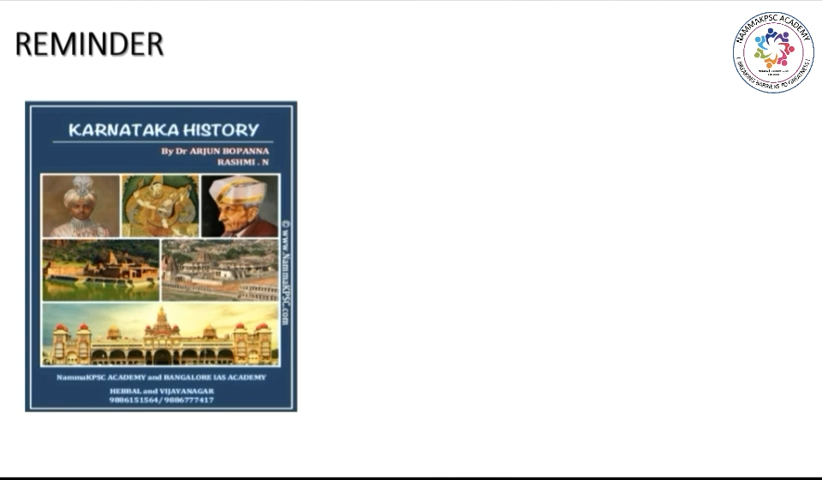 REMINDER
NAMMAKPSC ACADEMY
KARNATAKA HISTORY
By Dr ARJUN BOPANNA
RASHMI . N
© www.NammaKPSC.com
NammaKPSC ACADEMY and BANGALORE IAS ACADEMY
HEBBAL and VIJAYANAGAR
9886151564/9886777417